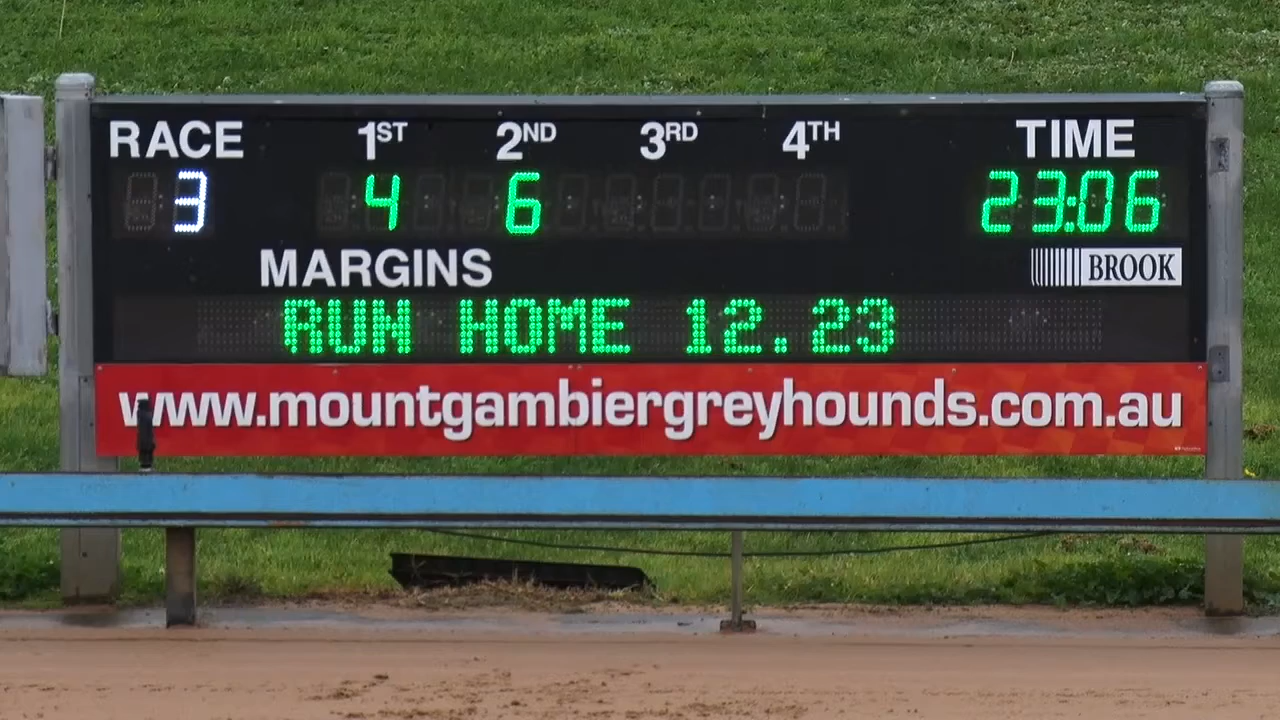 RACE 1ST 2ND 3RD 4TH TIME
3 4 6 23:06
MARGINS BROOK
RUN HOME 12.23
www.mountgambiergreyhounds.com.au